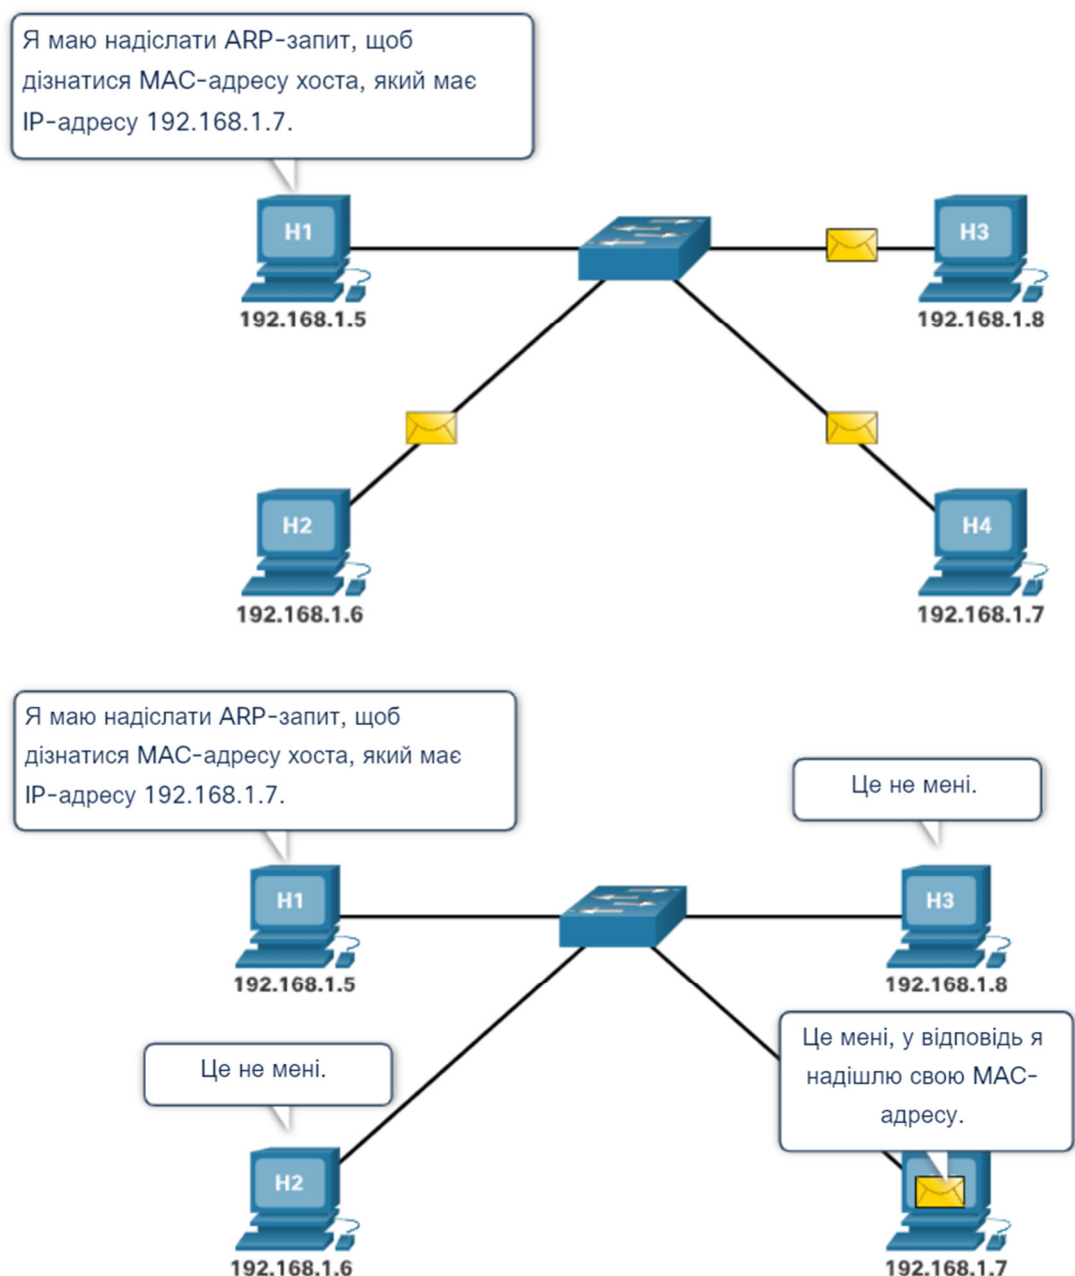 Я маю надіслати ARP-запит, щоб
дізнатися MAC-адресу хоста, який має
IP-адресу 192.168.1.7.
H1
H3
192.168.1.5
192.168.1.8
H2
H4
192.168.1.6
192.168.1.7
Я маю надіслати ARP-запит, щоб
дізнатися MAC-адресу хоста, який має
IP-адресу 192.168.1.7.
Це не мені.
H1
H3
192.168.1.5
192.168.1.8
Це не мені.
Це мені, у відповідь я
надішлю свою MAC-
адресу.
H2
192.168.1.6
192.168.1.7